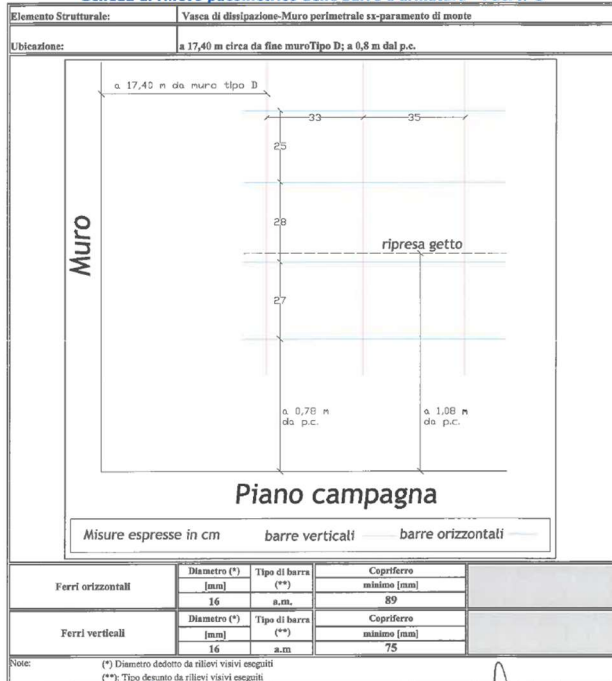 Elemento Strutturale: Vasca di dissipazione-Muro perimetrale sx-paramento di monte
Ubicazione: a 17,40 m circa da fine muroTipo D; a 0,8 m dal p.c.
a 17,40 m da muro tipo D
33 35
25
28
Muro
ripresa getto
27
a 0,78 m
da p.c.
a 1,08 m
da p.c.
Piano campagna
Misure espresse in cm barre verticali barre orizzontali
Ferri orizzontali
Diametro (*) Tipo di barra Copriferro
[mm] (**) minimo [mm]
16 a.m. 89
Ferri verticali
Diametro (*) Tipo di barra Copriferro
[mm] (**) minimo [mm]
16 a.m 75
Note: (*) Diametro dedotto da rilievi visivi eseguiti
(**): Tipo desunto da rilievi visivi eseguiti